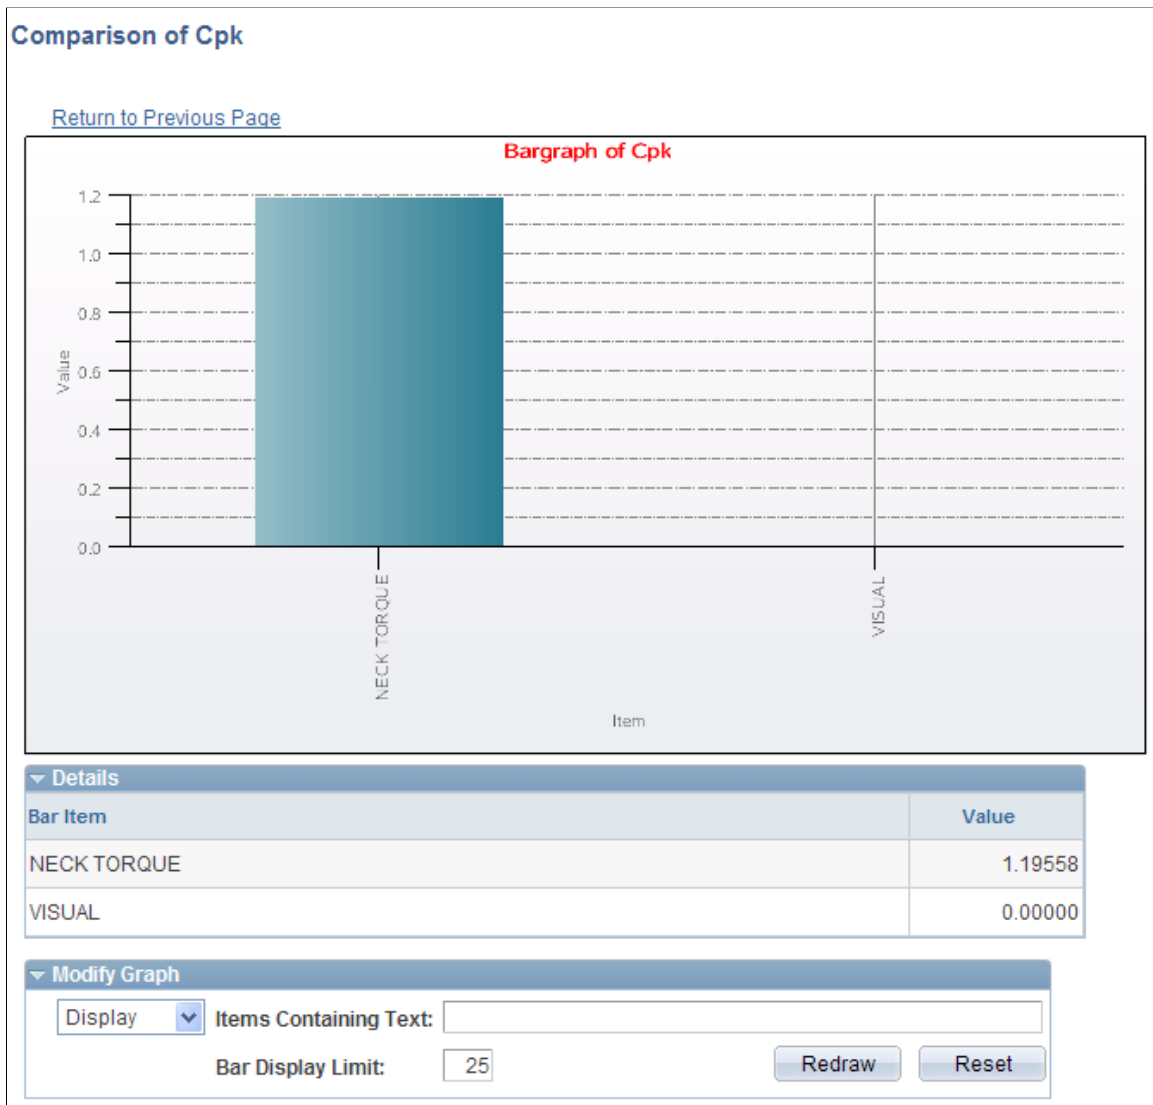 Comparison of Cpk
Return to Previous Page
Bargraph of Cpk
1.2
1.0
0.8
0.6
0.4
0.2
0.0
Value
NECK TORQUE
VISUAL
Item
Details
Bar Item Value
NECK TORQUE 1.19558
VISUAL 0.00000
Modify Graph
Display Items Containing Text:
Bar Display Limit: 25 Redraw Reset